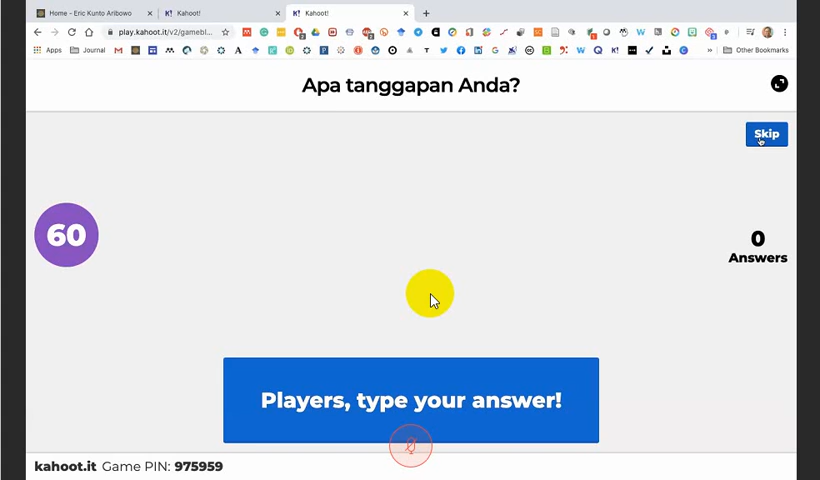 Home - Eric Kunto Aribowo
Kahoot!
Kahoot!
play.kahoot.it/v2/gamebl...
Apps
Journal
Other Bookmarks
Apa tanggapan Anda?
Skip
60
0
Answers
Players, type your answer!
kahoot.it Game PIN: 975959